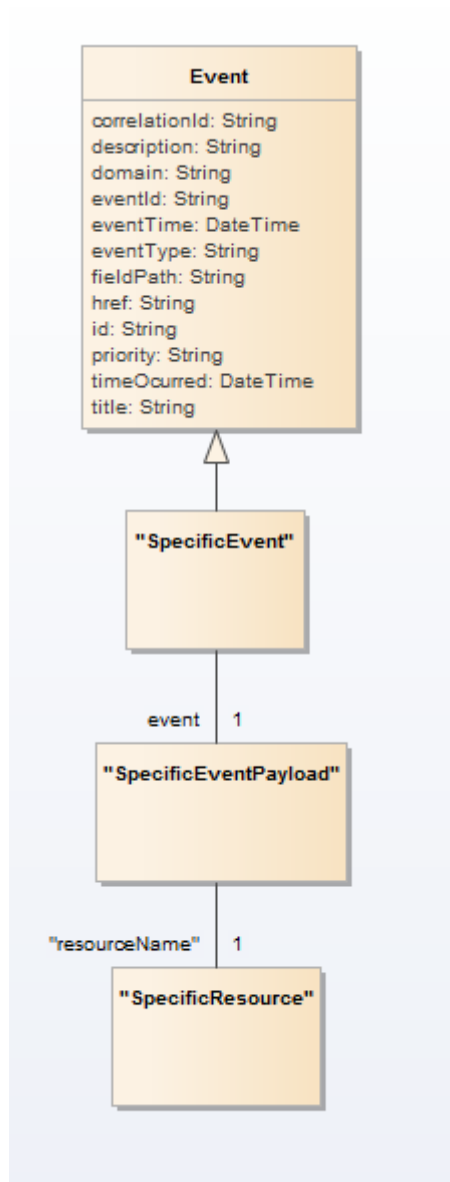 Event
correlationId: String
description: String
domain: String
eventId: String
eventTime: DateTime
eventType: String
fieldPath: String
href: String
id: String
priority: String
timeOcurred: DateTime
title: String
"SpecificEvent"
event 1
"SpecificEventPayload"
"resourceName" 1
"SpecificResource"